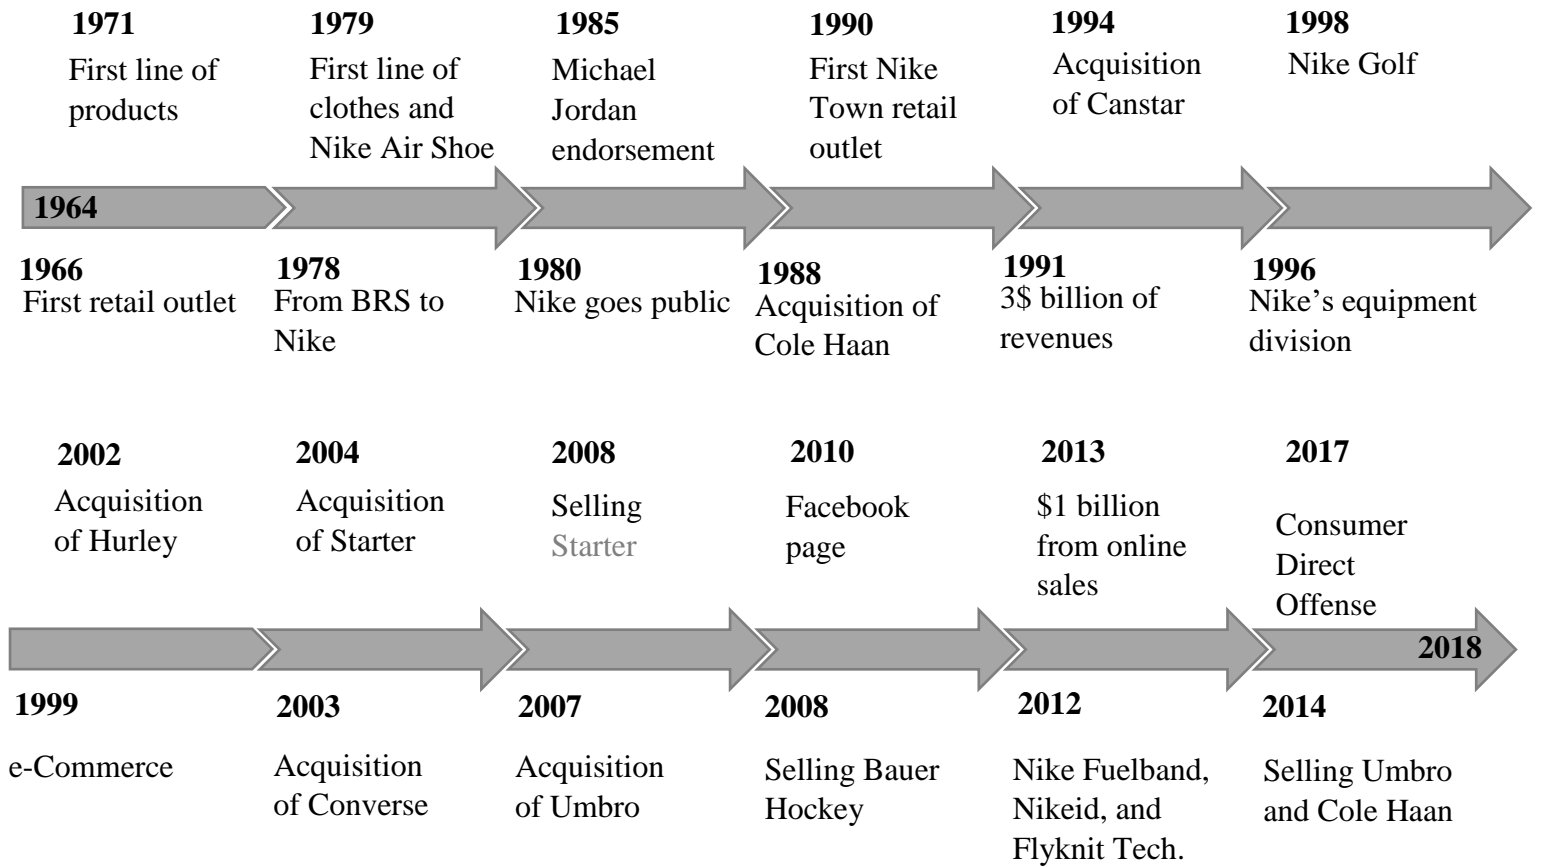 1971
First line of
products
1979
First line of
clothes and
Nike Air Shoe
1985
Michael
Jordan
endorsement
1990
First Nike
Town retail
outlet
1994
Acquisition
of Canstar
1998
Nike Golf
1964
1966
First retail outlet
1978
From BRS to
Nike
1980
Nike goes public
1988
Acquisition of
Cole Haan
1991
3$ billion of
revenues
1996
Nike’s equipment
division
2002
Acquisition
of Hurley
2004
Acquisition
of Starter
2008
Selling
Starter
2010
Facebook
page
2013
$1 billion
from online
sales
2017
Consumer
Direct
Offense
2018
1999
e-Commerce
2003
Acquisition
of Converse
2007
Acquisition
of Umbro
2008
Selling Bauer
Hockey
2012
Nike Fuelband,
Nikeid, and
Flyknit Tech.
2014
Selling Umbro
and Cole Haan